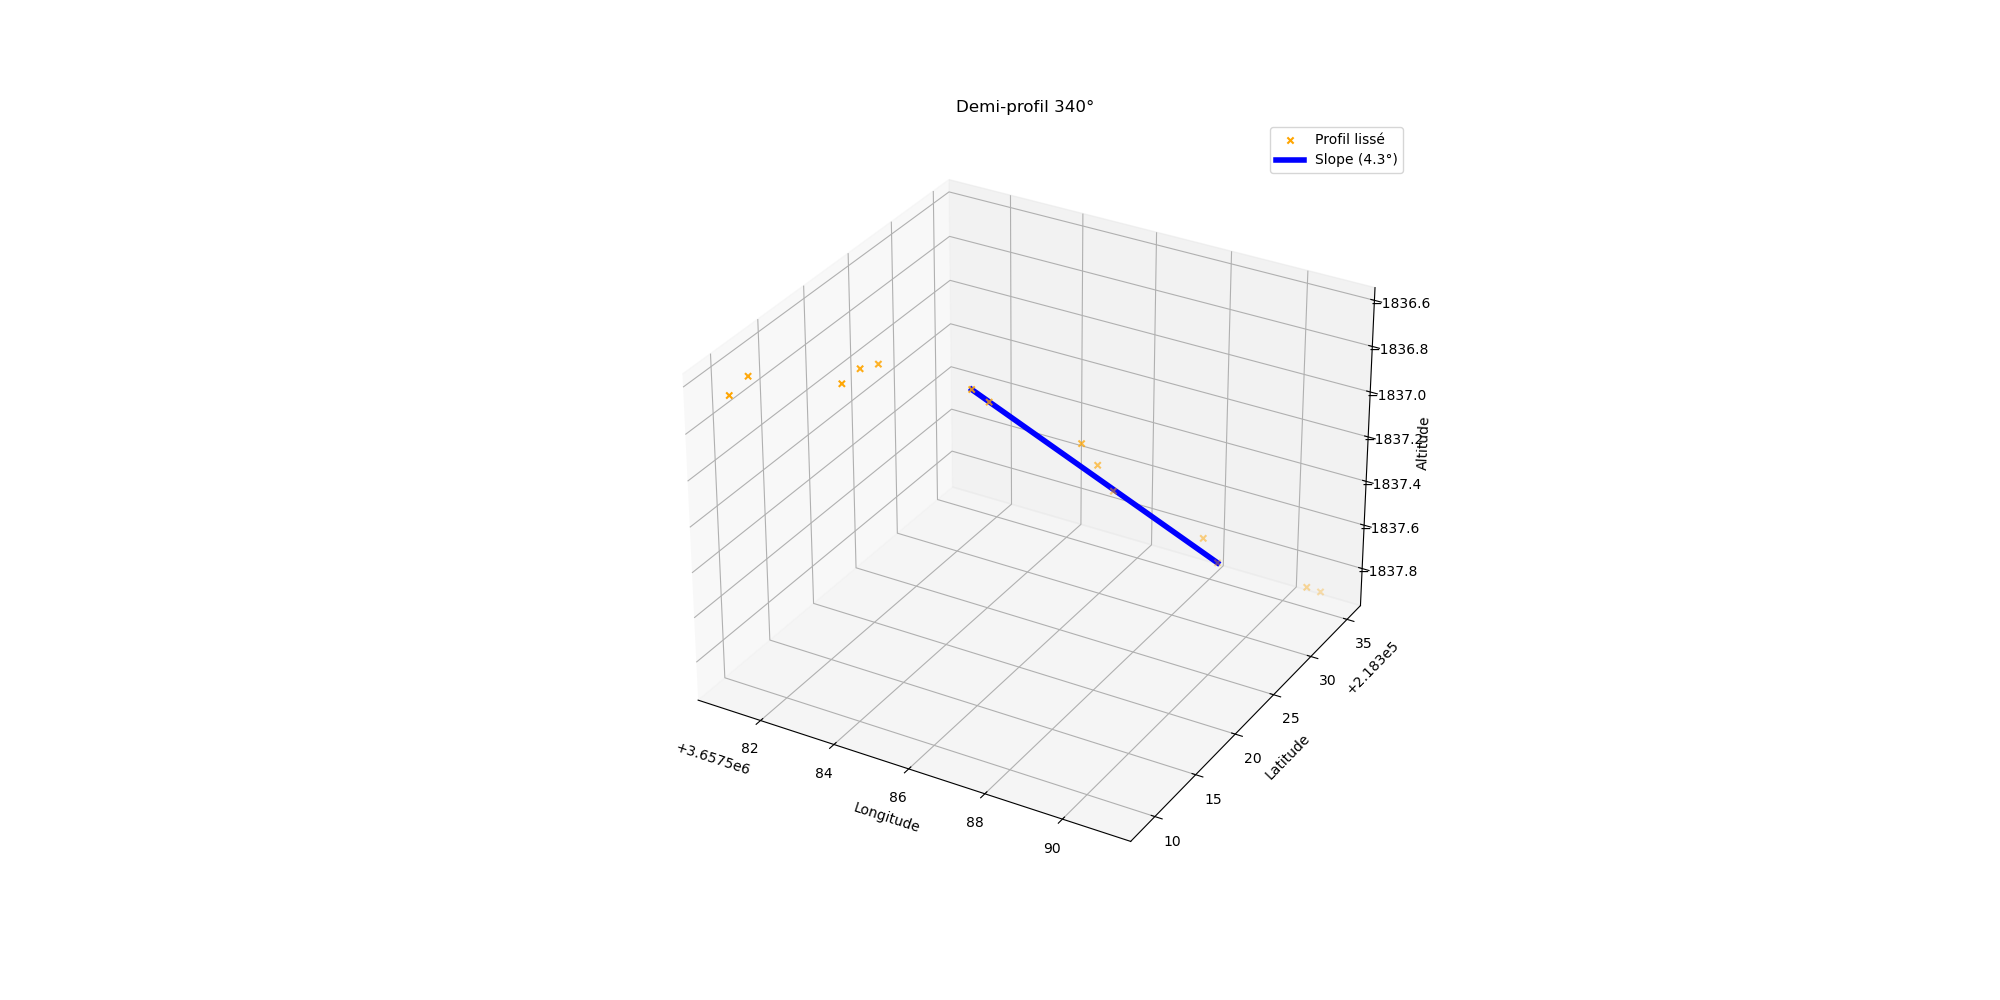 Demi-profil 340°
Profil lissé
Slope (4.3°)
−1836.6
−1836.8
−1837.0
−1837.2
−1837.4
−1837.6
−1837.8
Altitude
35
30
25
20
15
10
+2.183e5
Latitude
82
84
86
88
90
+3.6575e6
Longitude